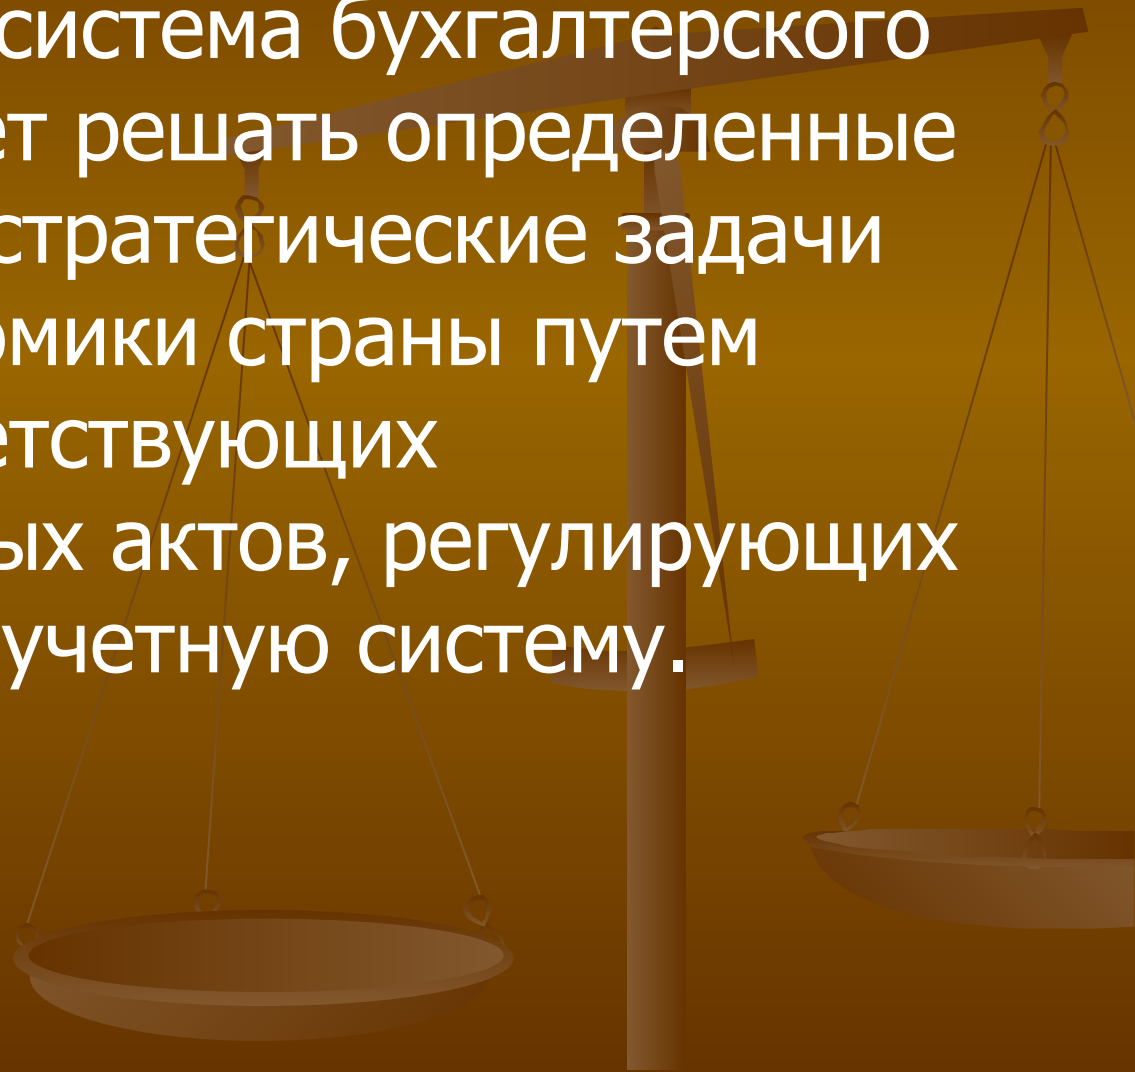 система бухгалтерского
ет решать определенные
стратегические задачи
омики страны путем
етствующих
ых актов, регулирующих
учетную систему.